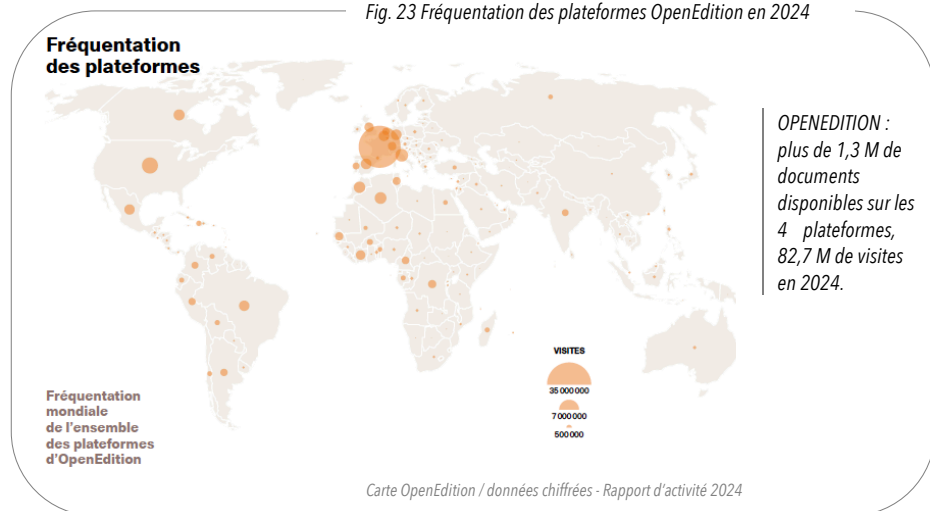 Fig. 23 Fréquentation des plateformes OpenEdition en 2024
Fréquentation
des plateformes
OPENEDITION :
plus de 1,3 M de
documents
disponibles sur les
4 plateformes,
82,7 M de visites
en 2024.
VISITES
35 000 000
7 000 000
500 000
Fréquentation
mondiale
de l'ensemble
des plateformes
d'OpenEdition
Carte OpenEdition / données chiffrées - Rapport d'activité 2024